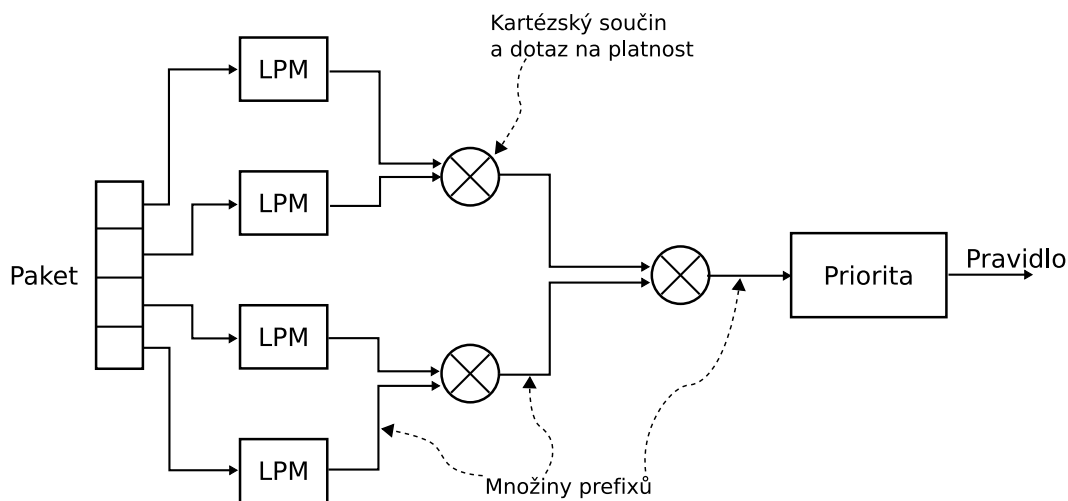 Kartézský součin
a dotaz na platnost
LPM
LPM
Paket
Priorita
Pravidlo
LPM
LPM
Množiny prefixů